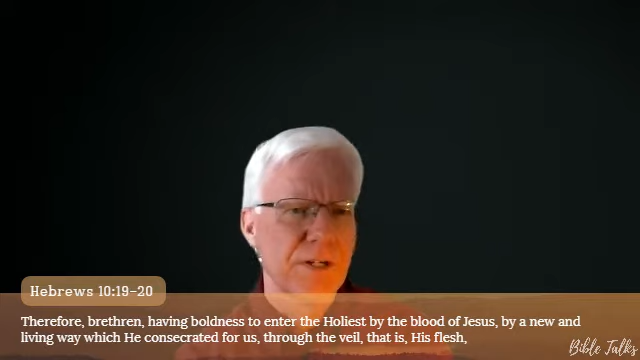 Hebrews 10:19-20
Therefore, brethren, having boldness to enter the Holiest by the blood of Jesus, by a new and
living way which He consecrated for us, through the veil, that is, His flesh,
Bible Talks